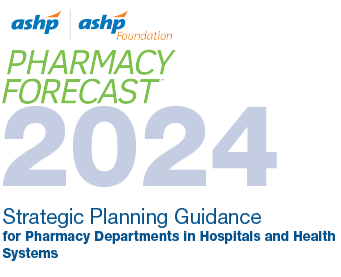 ashp ashp
Foundation
PHARMACY
FORECAST™
2024
Strategic Planning Guidance
for Pharmacy Departments in Hospitals and Health
Systems